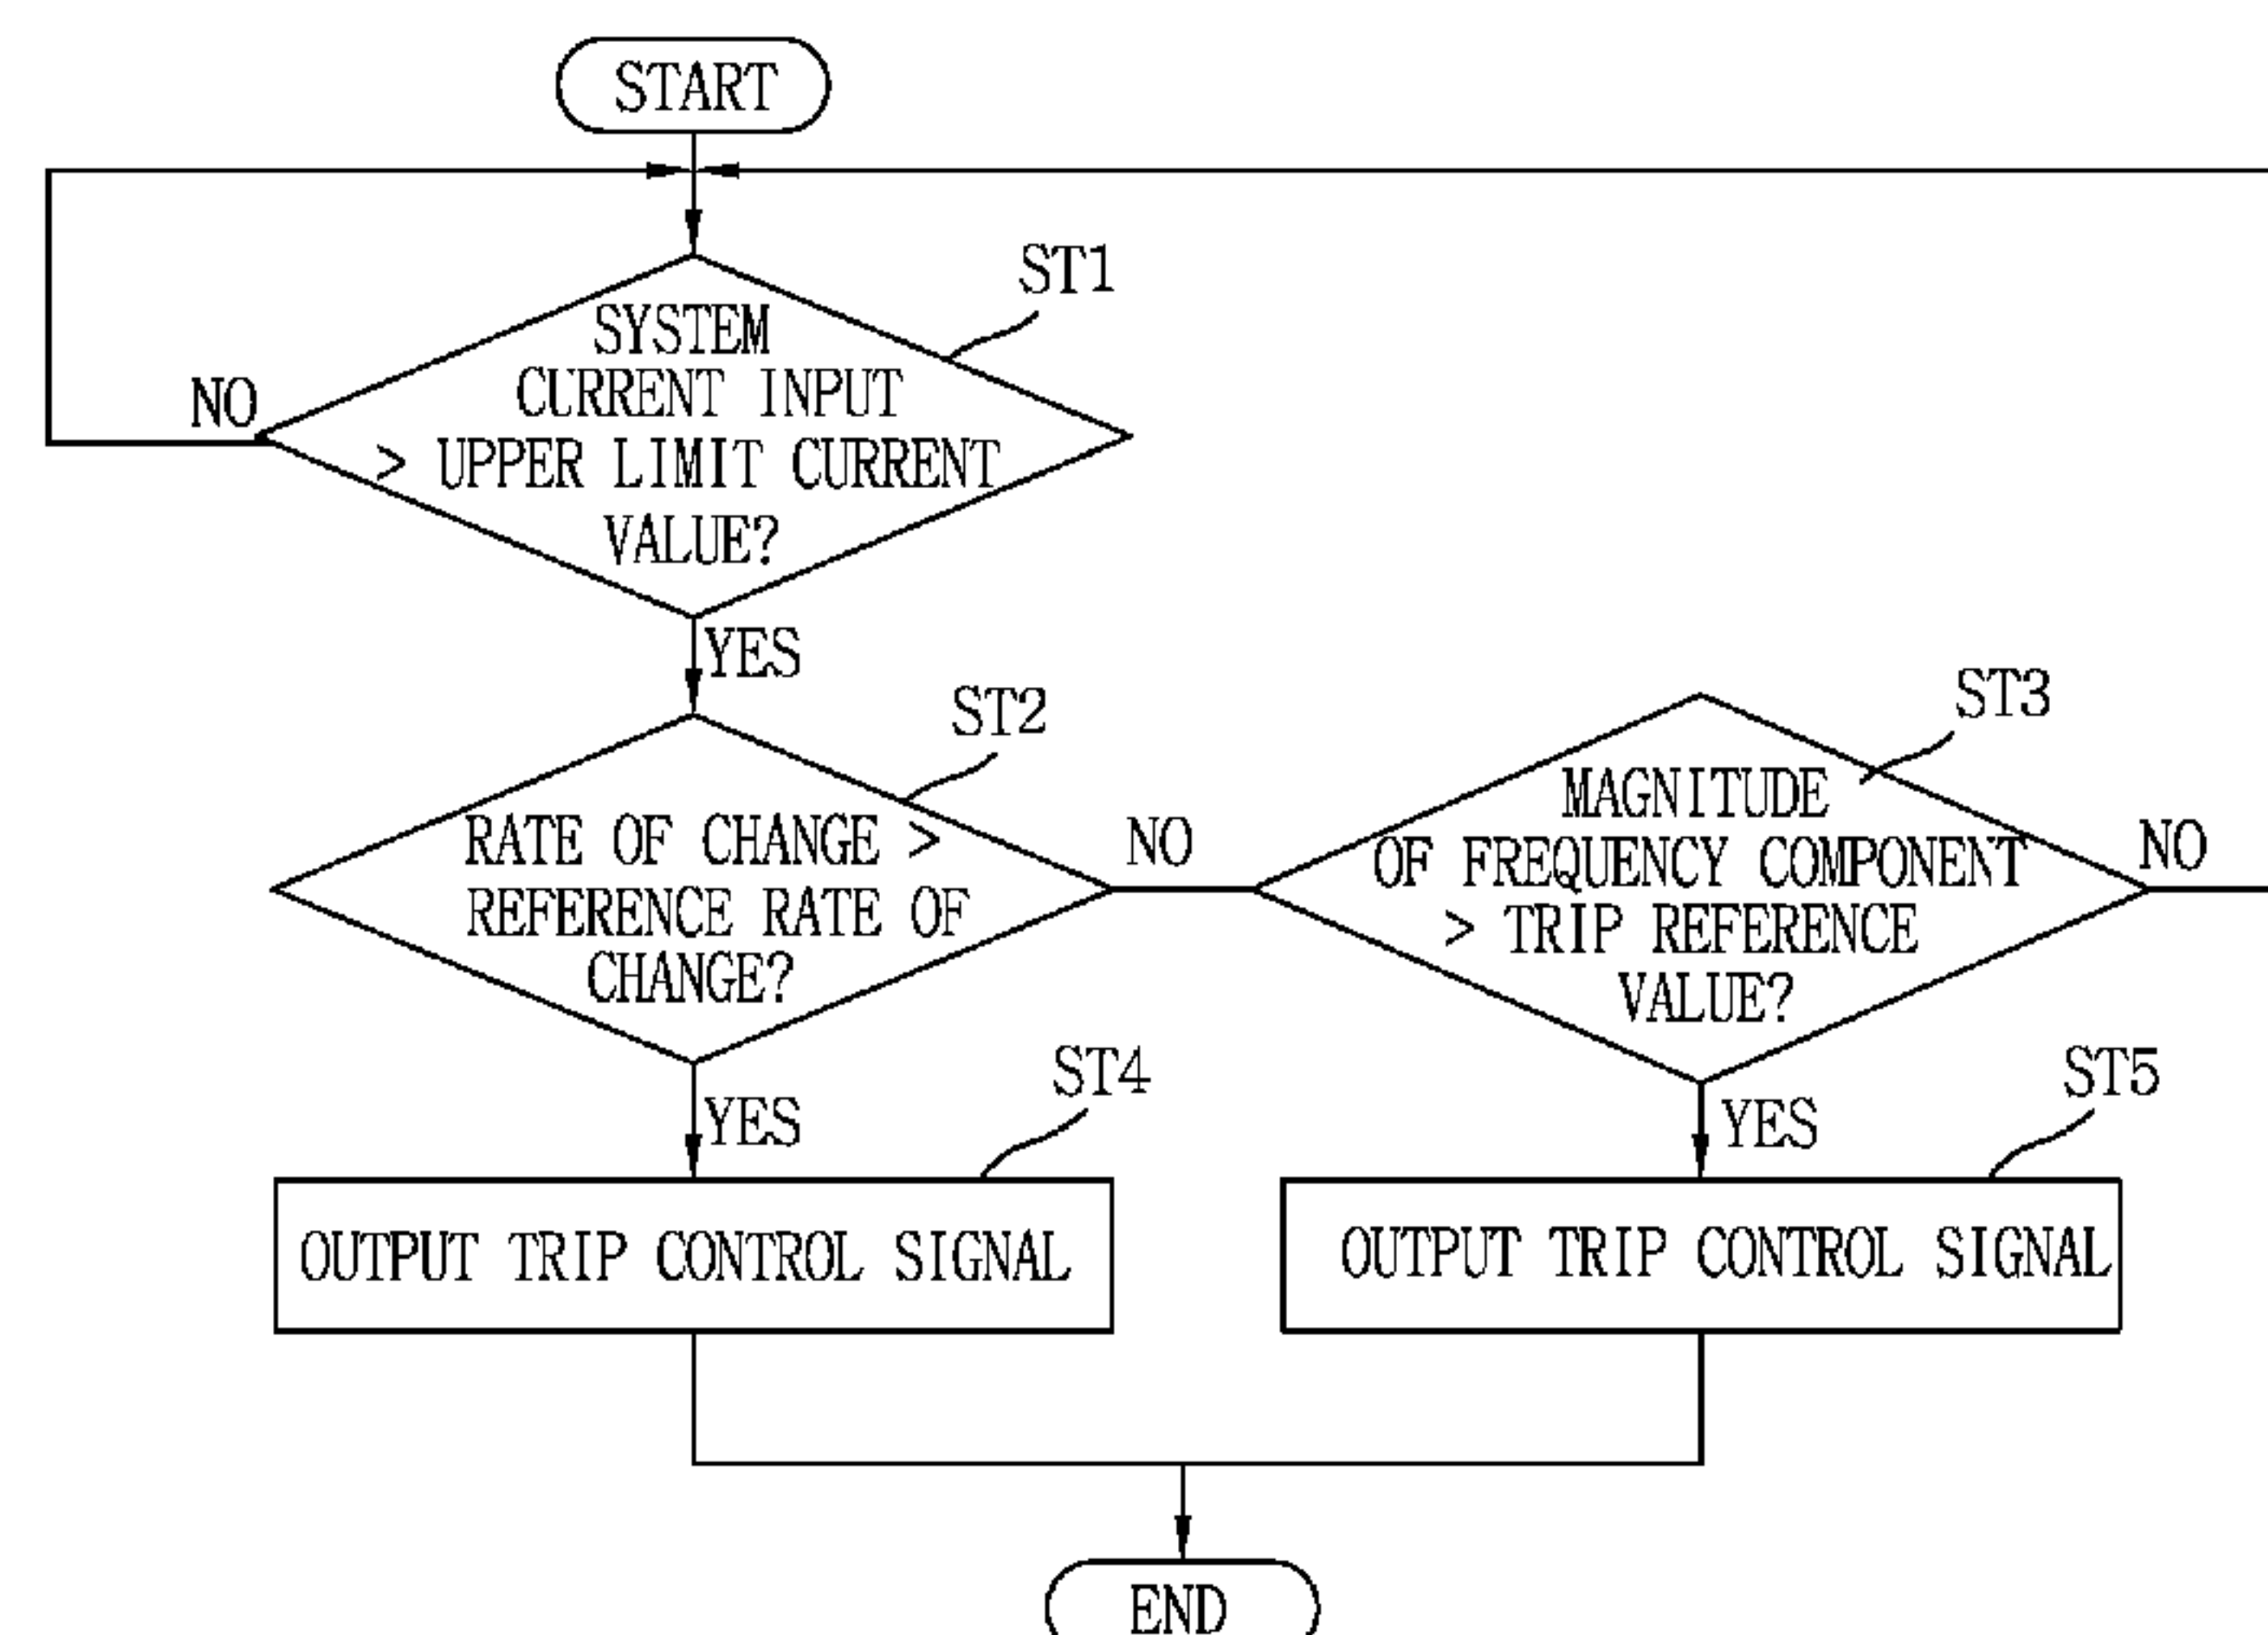 START
ST1
SYSTEM
CURRENT INPUT
> UPPER LIMIT CURRENT
VALUE?
NO
YES
ST2
RATE OF CHANGE >
REFERENCE RATE OF
CHANGE?
NO
ST3
MAGNITUDE
OF FREQUENCY COMPONENT
> TRIP REFERENCE
VALUE?
NO
YES
ST4
OUTPUT TRIP CONTROL SIGNAL
YES
ST5
OUTPUT TRIP CONTROL SIGNAL
END